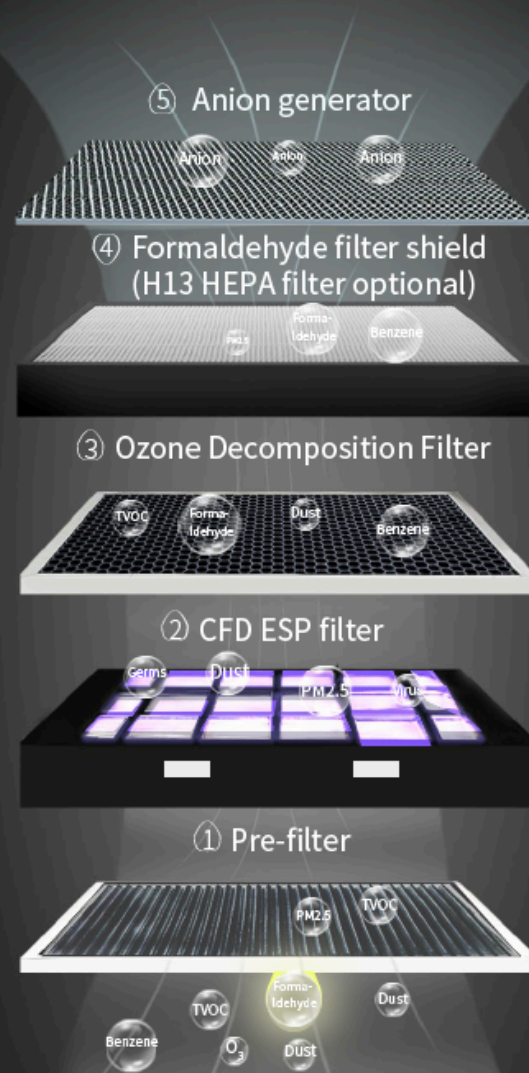 ⑤ Anion generator
Anion Anion Anion
④ Formaldehyde filter shield
(H13 HEPA filter optional)
PM2.5 Forma-
ldehyde Benzene
③ Ozone Decomposition Filter
TVOC Forma-
ldehyde Dust Benzene
② CFD ESP filter
Germs Dust PM2.5 Virus
① Pre-filter
PM2.5 TVOC
Forma-
ldehyde
TVOC Dust
Benzene O₃ Dust